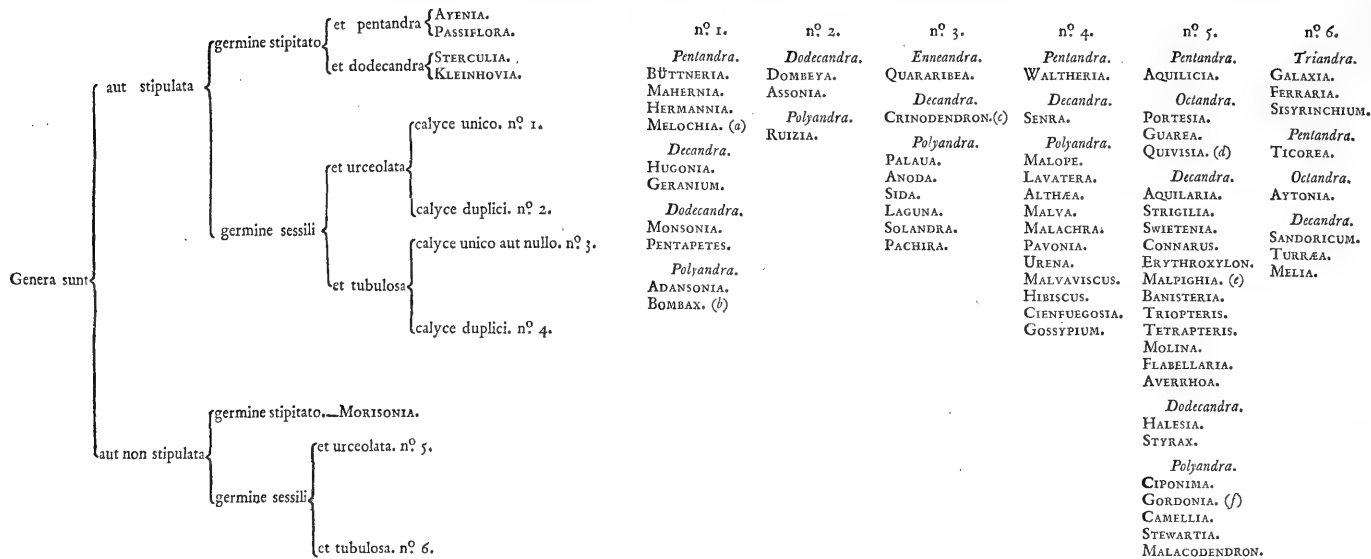 Genera sunt
aut stipulata
germine stipitato
et pentandra
AYENIA.
PASSIFLORA.
et dodecandra
STERCULIA.
KLEINHOVIA.
germine sessili
et urceolata
calyce unico. nº. 1.
calyce duplici. nº. 2.
et tubulosa
calyce unico aut nullo. nº. 3.
calyce duplici. nº. 4.
aut non stipulata
germine stipitato.—MORISONIA.
germine sessili
et urceolata. nº. 5.
et tubulosa. nº. 6.
nº. 1.
Pentandra.
BÜTTNERIA.
MAHERNIA.
HERMANNIA.
MELOCHIA. (a)
Decandra.
HUGONIA.
GERANIUM.
Dodecandra.
MONSONIA.
PENTAPETES.
Polyandra.
ADANSONIA.
BOMBAX. (b)
nº. 2.
Dodecandra.
DOMBEYA.
ASSONIA.
Polyandra.
RUIZIA.
nº. 3.
Enneandra.
QUARARIBEA.
Decandra.
CRINODENDRON.(c)
Polyandra.
PALAUA.
ANODA.
SIDA.
LAGUNA.
SOLANDRA.
PACHIRA.
nº. 4.
Pentandra.
WALTHERIA.
Decandra.
SENRA.
Polyandra.
MALOPE.
LAVATERA.
ALTHÆA.
MALVA.
MALACHRA.
PAVONIA.
URENA.
MALVAVISCUS.
HIBISCUS.
CIENFUEGOSIA.
GOSSYPIUM.
nº. 5.
Pentandra.
AQUILICIA.
Octandra.
PORTESIA.
GUAREA.
QUIVISIA. (d)
Decandra.
AQUILARIA.
STRIGILIA.
SWIETENIA.
CONNARUS.
ERYTHROXYLON.
MALPIGHIA. (e)
BANISTERIA.
TRIOPTERIS.
TETRAPTERIS.
MOLINA.
FLABELLARIA.
AVERRHOA.
Dodecandra.
HALESIA.
STYRAX.
Polyandra.
CIPONIMA.
GORDONIA. (f)
CAMELLIA.
STEWARTIA.
MALACODENDRON.
nº. 6.
Triandra.
GALAXIA.
FERRARIA.
SISYRINCHIUM.
Pentandra.
TICOREA.
Octandra.
AYTONIA.
Decandra.
SANDORICUM.
TURRÆA.
MELIA.